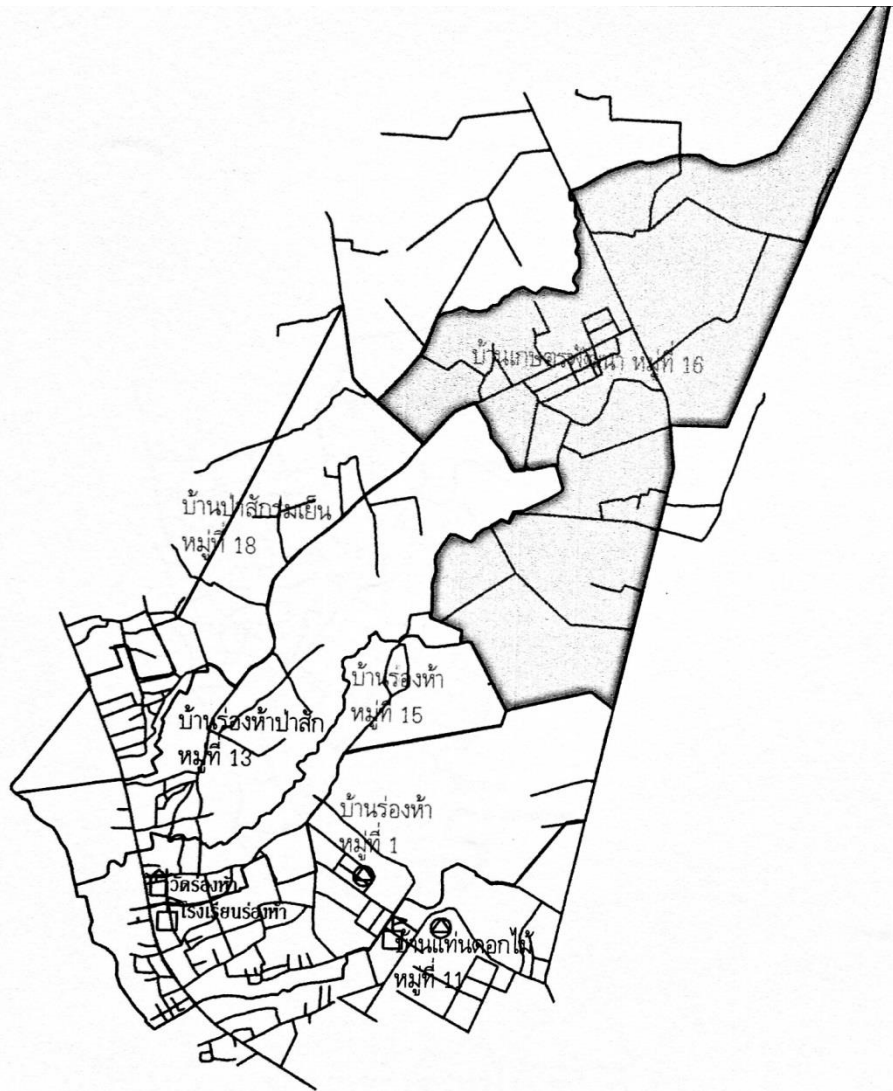 บ้านเกษตรพัฒนา หมู่ที่ 16
บ้านป่าสักร่มเย็น
หมู่ที่ 18
บ้านร่องห้า
หมู่ที่ 15
บ้านร่องห้าป่าสัก
หมู่ที่ 13
บ้านร่องห้า
หมู่ที่ 1
วัดร่องห้า
โรงเรียนร่องห้า
บ้านแท่นดอกไม้
หมู่ที่ 11